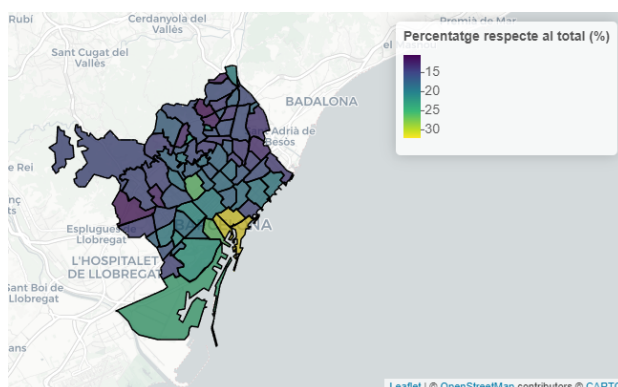 Rubí
Cerdanyola del
Vallès
Premià de Mar
Sant Cugat del
Vallès
BADALONA
Adrià de
Besòs
de Rei
Esplugues de
Llobregat
L'HOSPITALET
DE LLOBREGAT
Sant Boi de
Llobregat
Percentatge respecte al total (%)
15
20
25
30
Leaflet | © OpenStreetMap contributors © CARTO